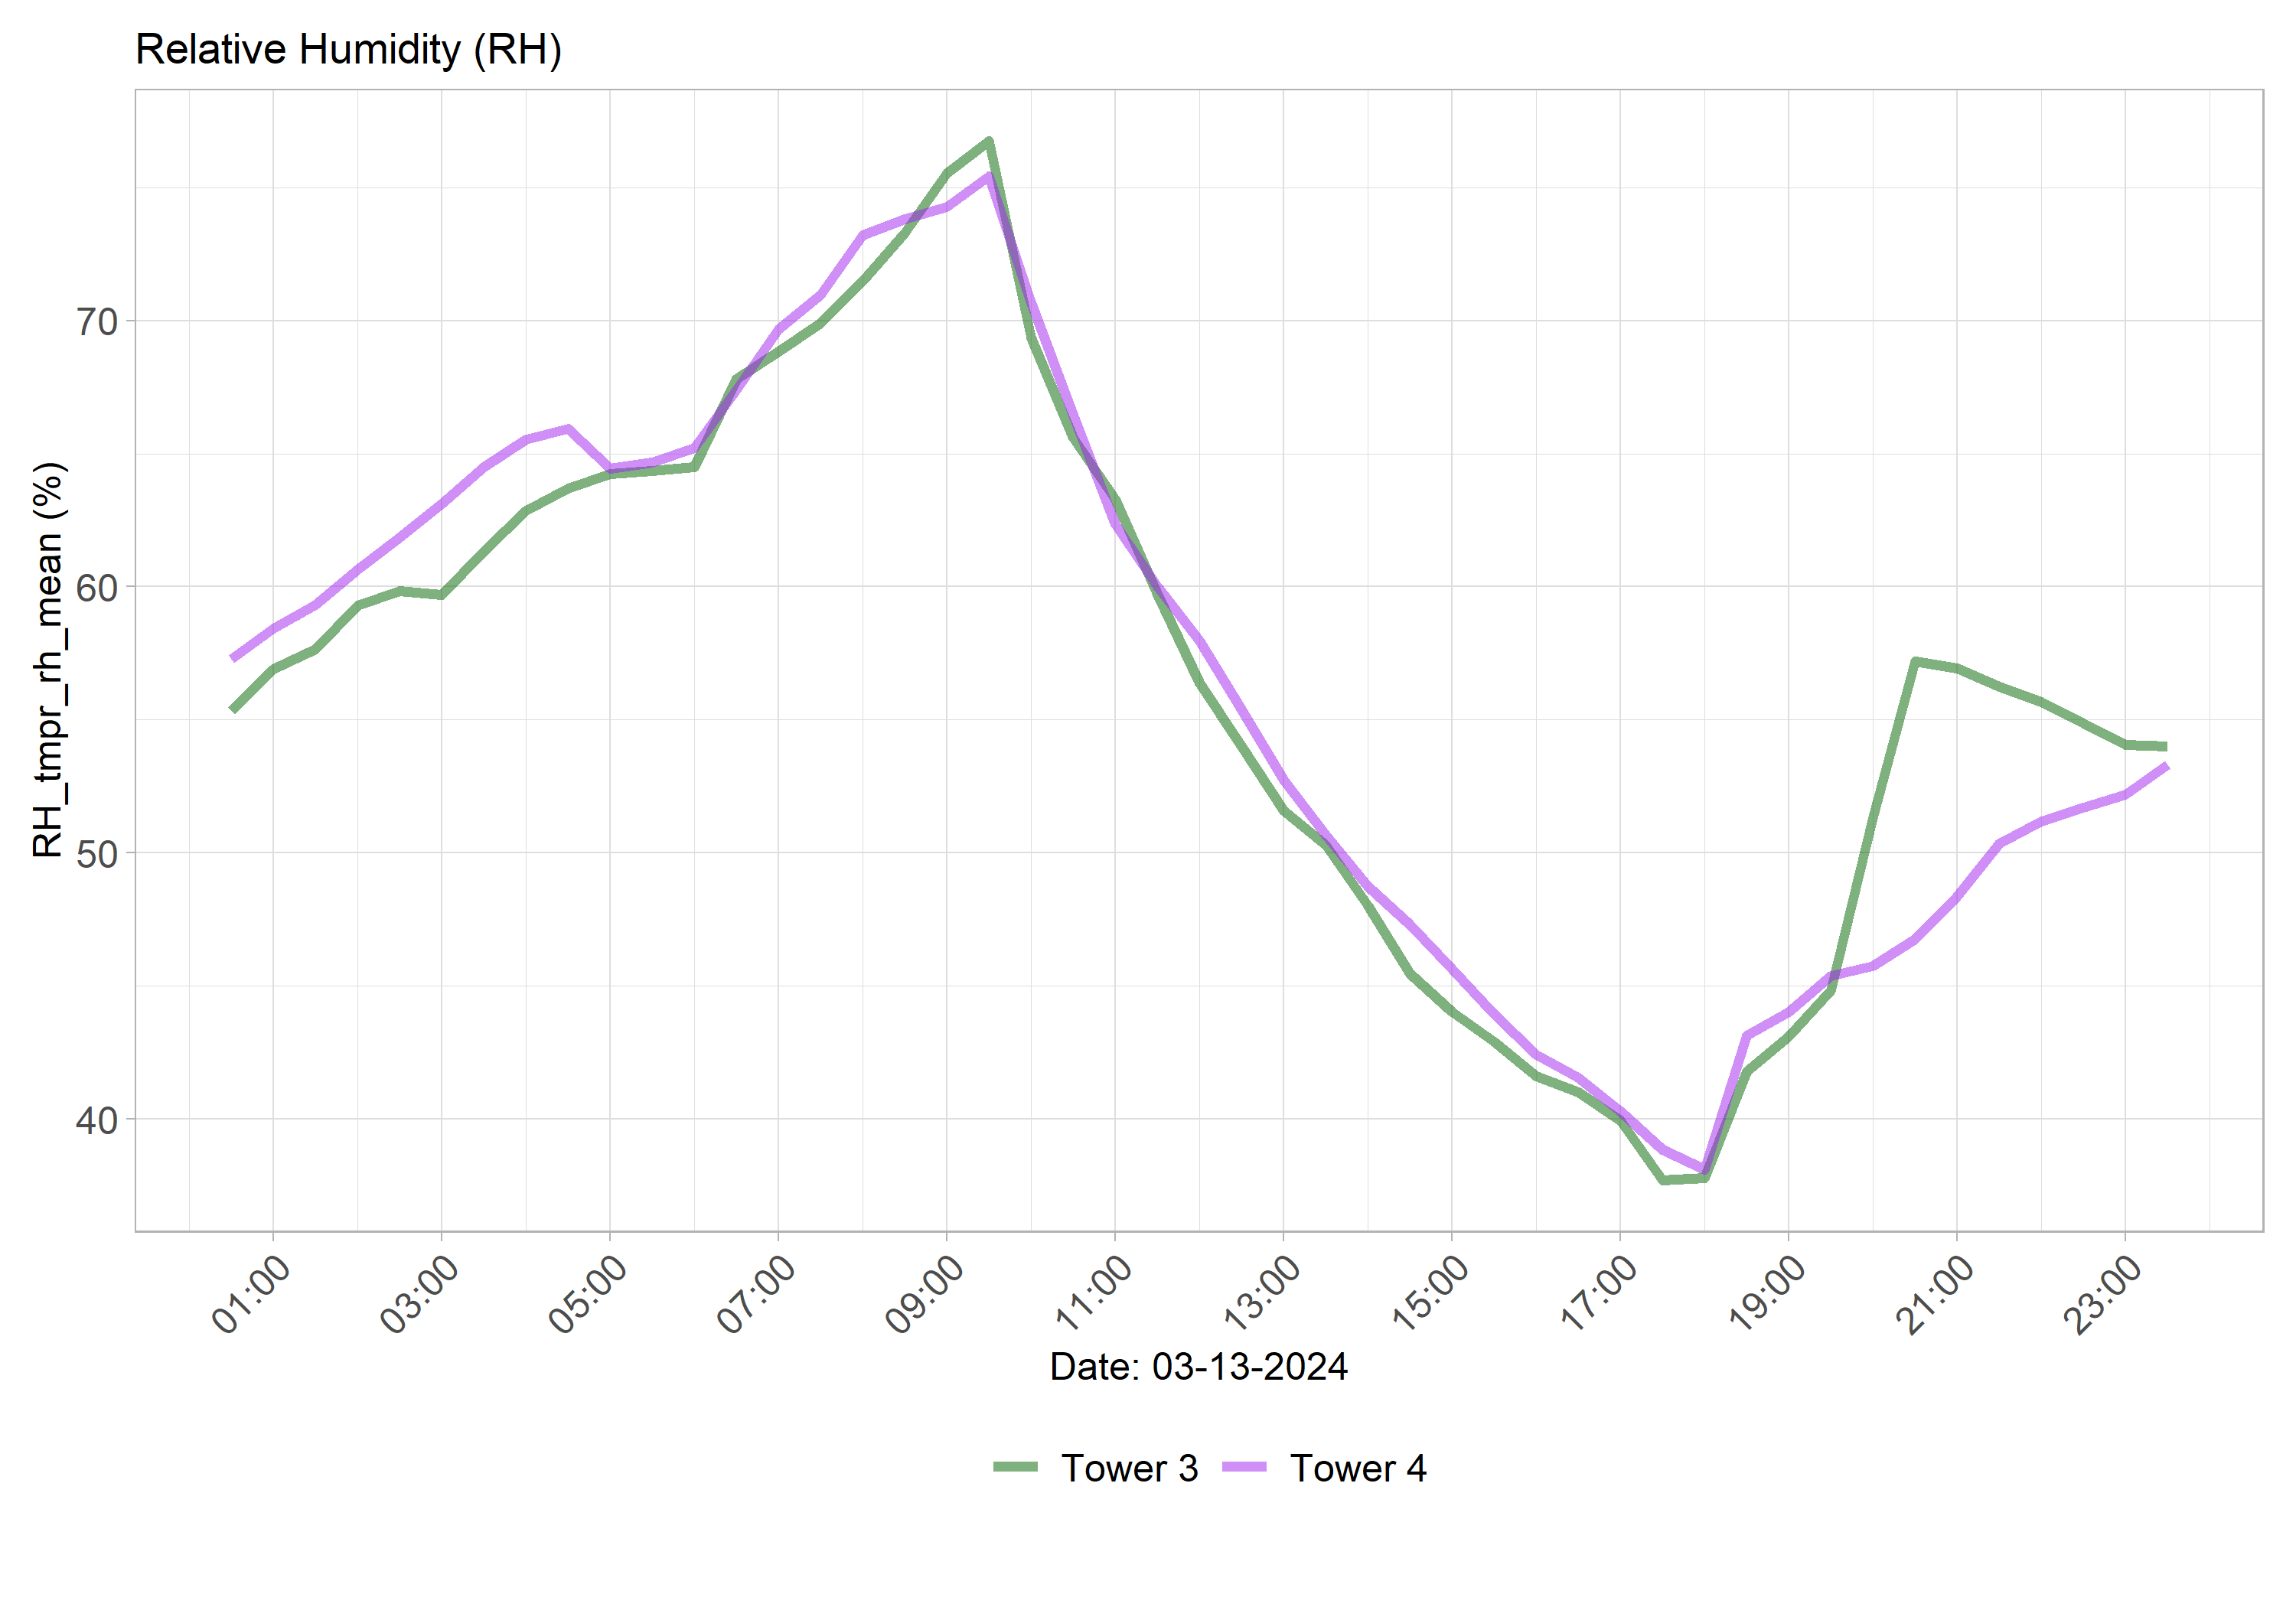 Relative Humidity (RH)
RH_tmpr_rh_mean (%)
70
60
50
40
01:00 03:00 05:00 07:00 09:00 11:00 13:00 15:00 17:00 19:00 21:00 23:00
Date: 03-13-2024
Tower 3 Tower 4